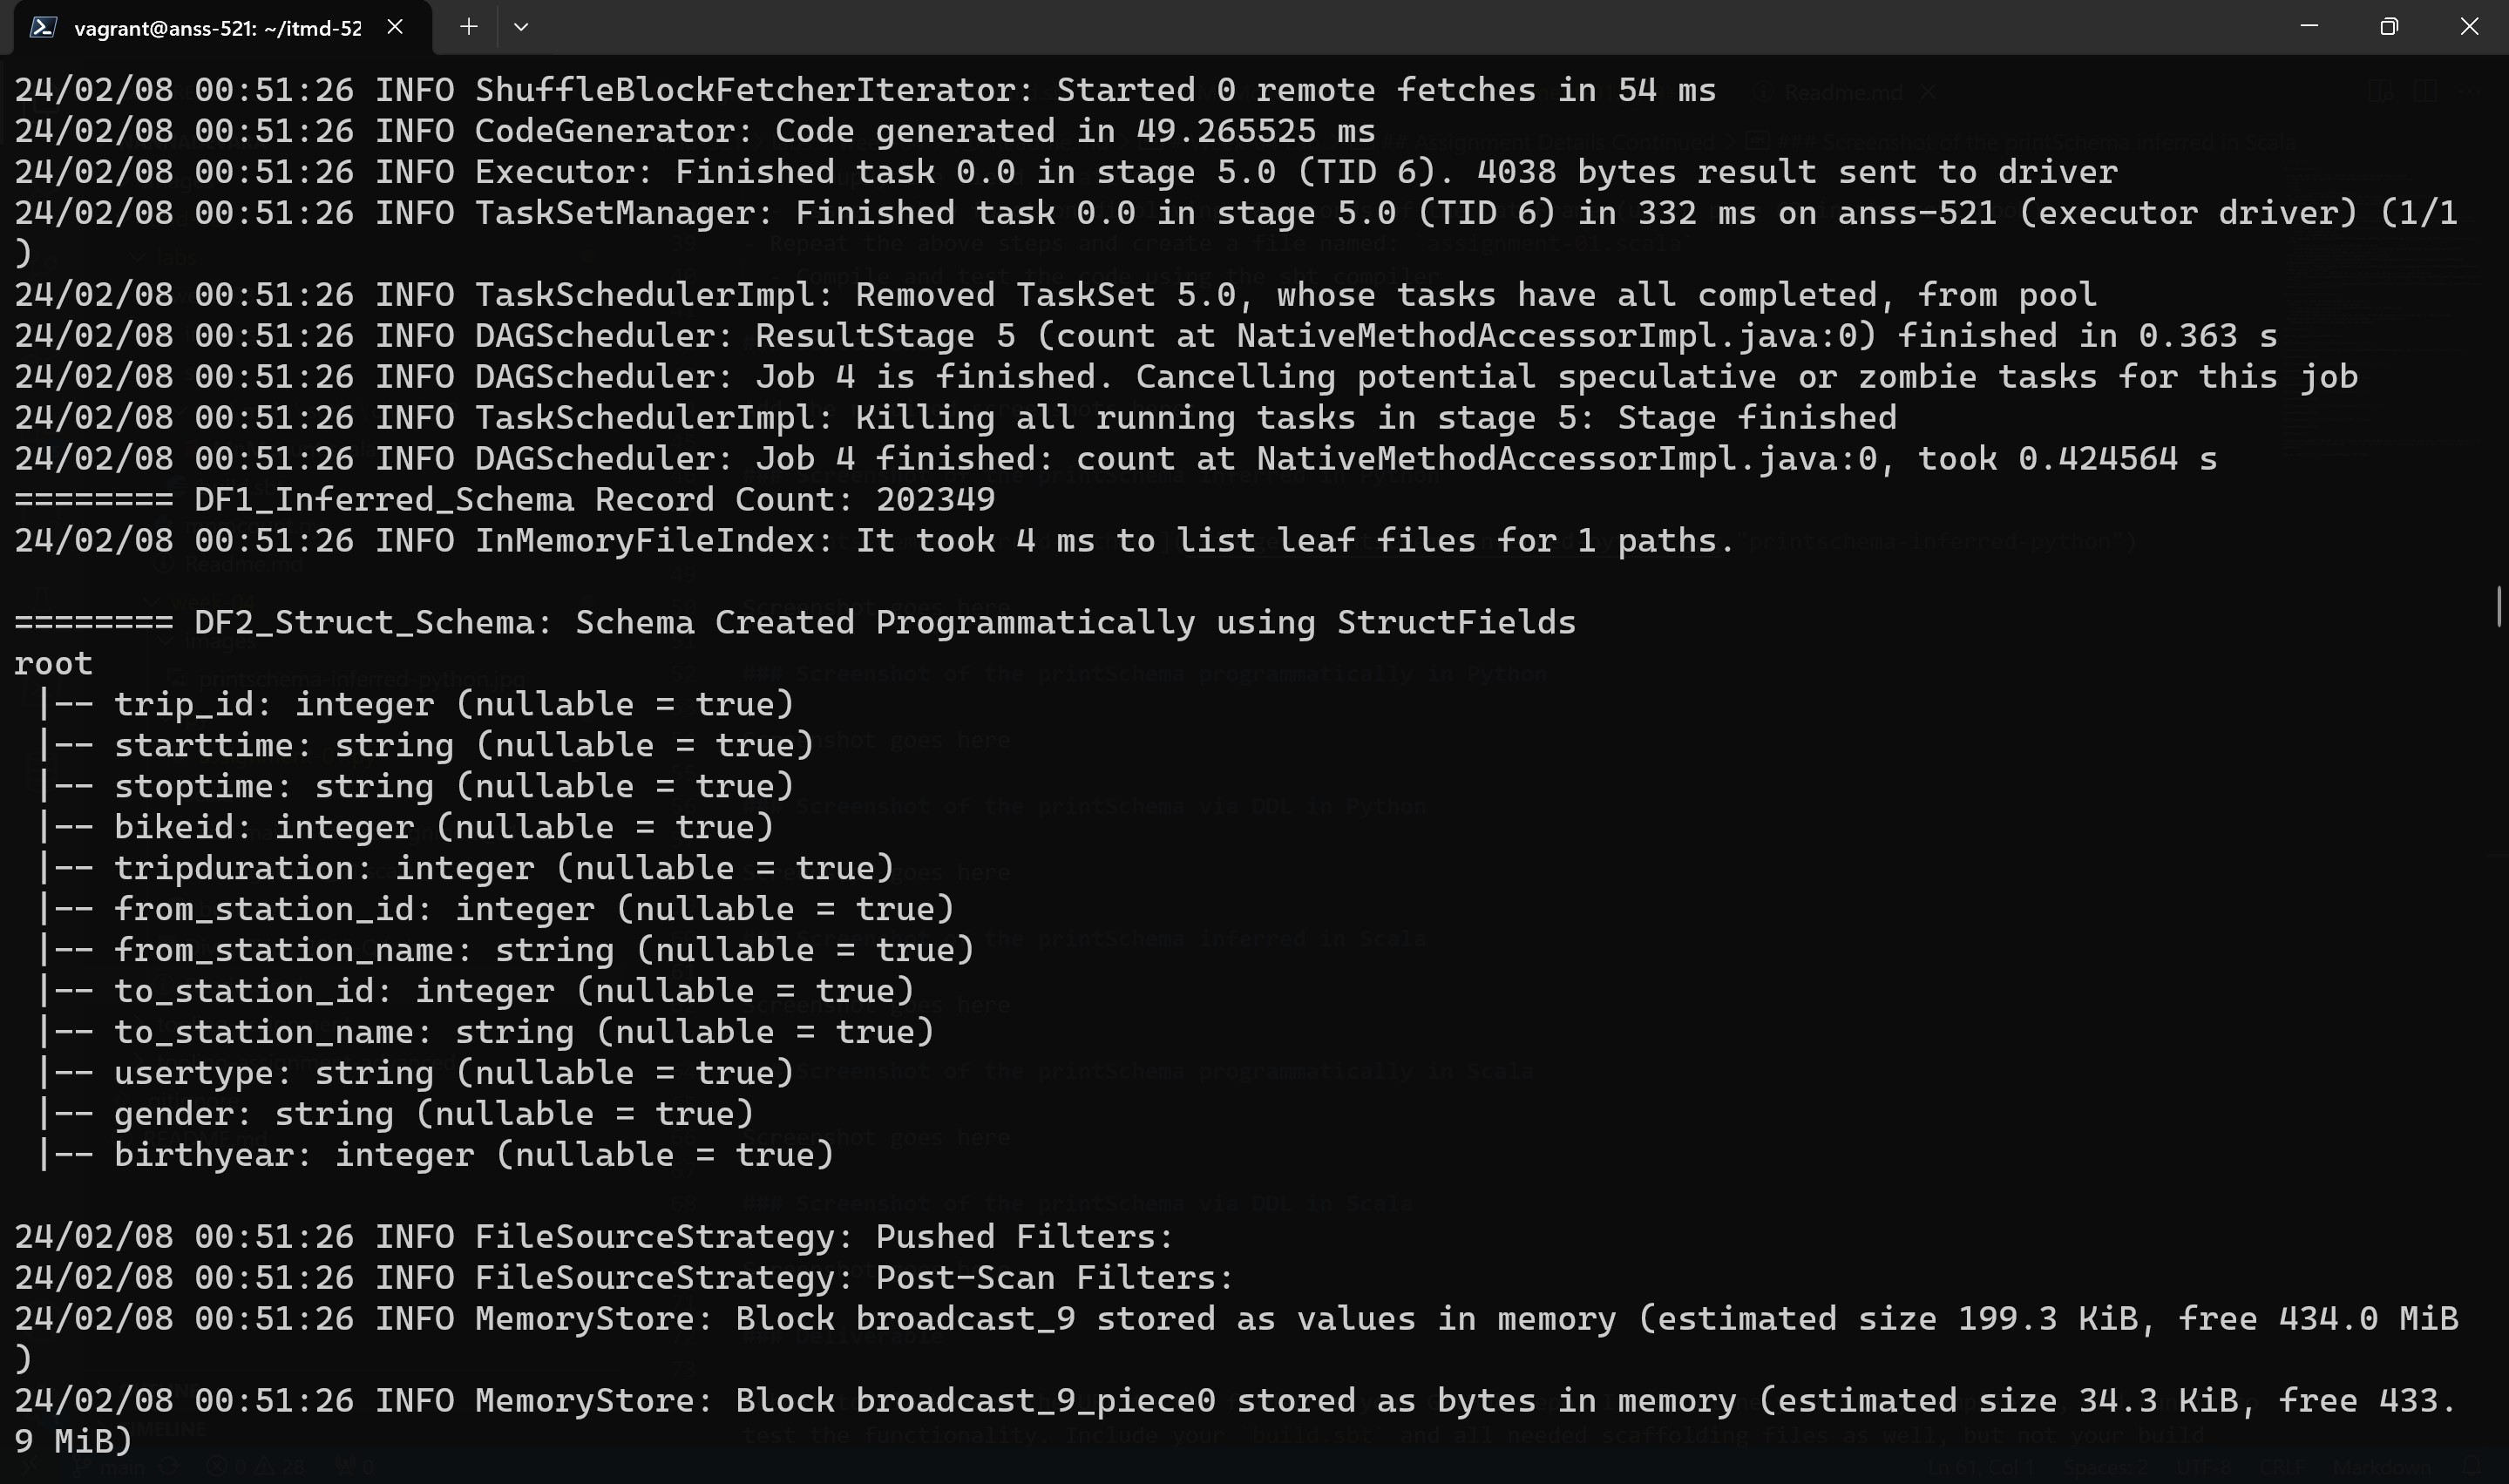 vagrant@anss-521: ~/itmd-52
24/02/08 00:51:26 INFO ShuffleBlockFetcherIterator: Started 0 remote fetches in 54 ms
24/02/08 00:51:26 INFO CodeGenerator: Code generated in 49.265525 ms
24/02/08 00:51:26 INFO Executor: Finished task 0.0 in stage 5.0 (TID 6). 4038 bytes result sent to driver
24/02/08 00:51:26 INFO TaskSetManager: Finished task 0.0 in stage 5.0 (TID 6) in 332 ms on anss-521 (executor driver) (1/1
)
24/02/08 00:51:26 INFO TaskSchedulerImpl: Removed TaskSet 5.0, whose tasks have all completed, from pool
24/02/08 00:51:26 INFO DAGScheduler: ResultStage 5 (count at NativeMethodAccessorImpl.java:0) finished in 0.363 s
24/02/08 00:51:26 INFO DAGScheduler: Job 4 is finished. Cancelling potential speculative or zombie tasks for this job
24/02/08 00:51:26 INFO TaskSchedulerImpl: Killing all running tasks in stage 5: Stage finished
24/02/08 00:51:26 INFO DAGScheduler: Job 4 finished: count at NativeMethodAccessorImpl.java:0, took 0.424564 s
======== DF1_Inferred_Schema Record Count: 202349
24/02/08 00:51:26 INFO InMemoryFileIndex: It took 4 ms to list leaf files for 1 paths.
======== DF2_Struct_Schema: Schema Created Programmatically using StructFields
root
 |-- trip_id: integer (nullable = true)
 |-- starttime: string (nullable = true)
 |-- stoptime: string (nullable = true)
 |-- bikeid: integer (nullable = true)
 |-- tripduration: integer (nullable = true)
 |-- from_station_id: integer (nullable = true)
 |-- from_station_name: string (nullable = true)
 |-- to_station_id: integer (nullable = true)
 |-- to_station_name: string (nullable = true)
 |-- usertype: string (nullable = true)
 |-- gender: string (nullable = true)
 |-- birthyear: integer (nullable = true)
24/02/08 00:51:26 INFO FileSourceStrategy: Pushed Filters:
24/02/08 00:51:26 INFO FileSourceStrategy: Post-Scan Filters:
24/02/08 00:51:26 INFO MemoryStore: Block broadcast_9 stored as values in memory (estimated size 199.3 KiB, free 434.0 MiB
)
24/02/08 00:51:26 INFO MemoryStore: Block broadcast_9_piece0 stored as bytes in memory (estimated size 34.3 KiB, free 433.
9 MiB)